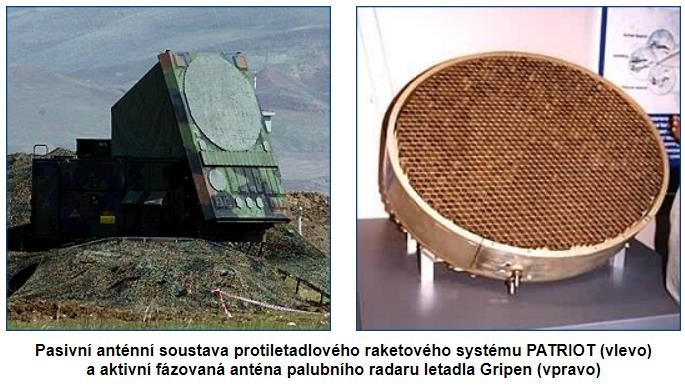 Pasivní anténní soustava protiletadlového raketového systému PATRIOT (vlevo)
a aktivní fázovaná anténa palubního radaru letadla Gripen (vpravo)